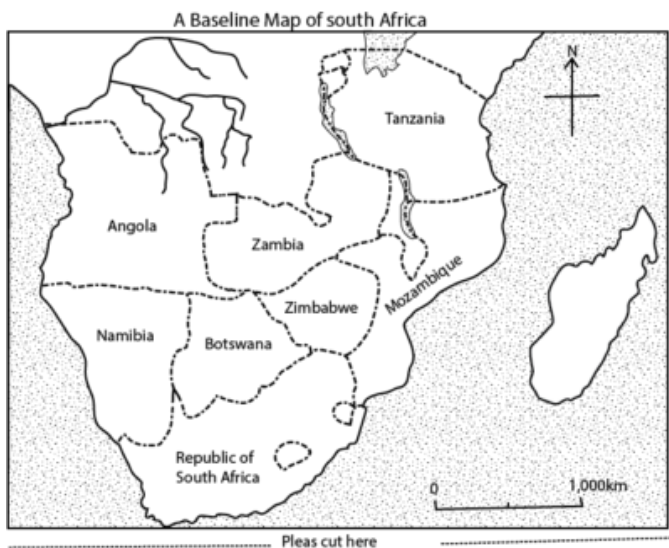 A Baseline Map of south Africa
N
Tanzania
Angola
Zambia
Mozambique
Zimbabwe
Namibia
Botswana
Republic of
South Africa
0 1,000km
Pleas cut here